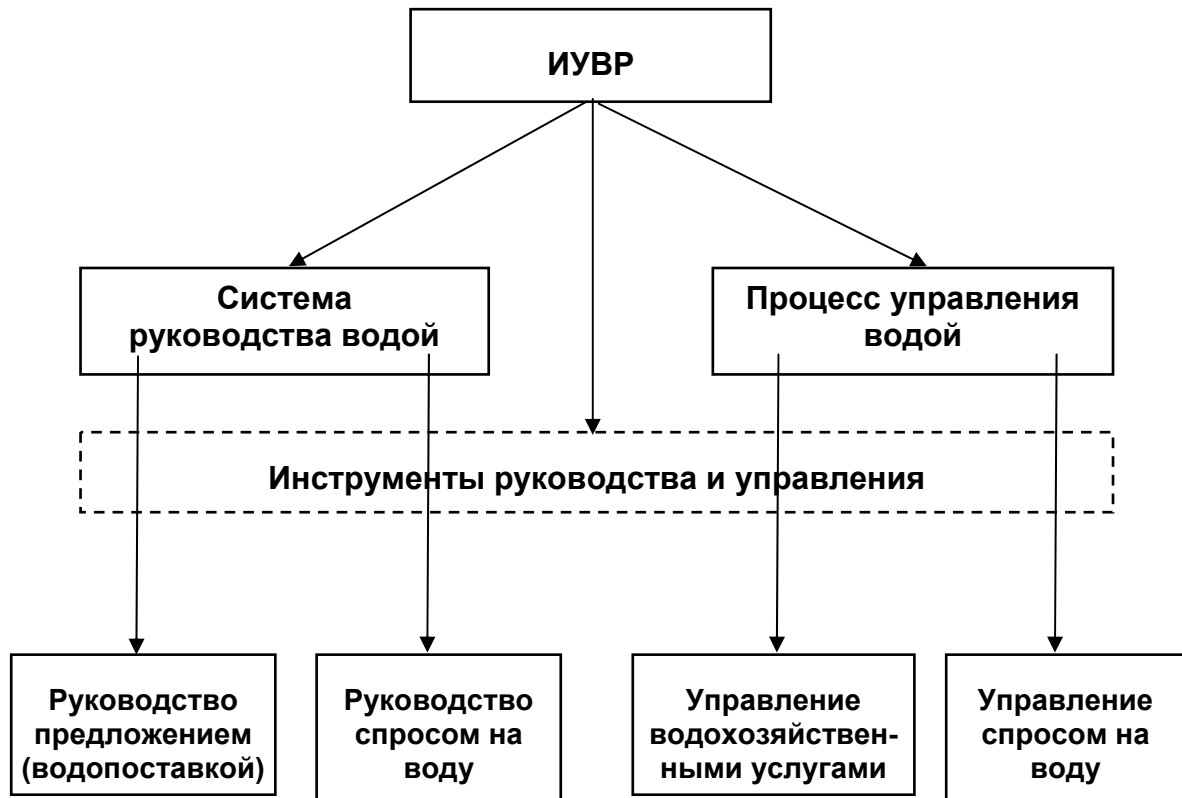 ИУВР
Система
руководства водой
Процесс управления
водой
Инструменты руководства и управления
Руководство
предложением
(водопоставкой)
Руководство
спросом на
воду
Управление
водохозяйствен-
ными услугами
Управление
спросом на
воду